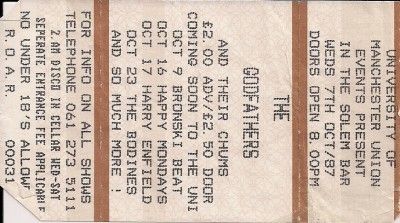 UNIVERSITY OF
MANCHESTER UNION
EVENTS PRESENT
IN THE SOLEM BAR
WEDS 7TH OCT/87
DOORS OPEN 8.00PM
THE
GODFATHERS
AND THEIR CHUMS
£2.00 ADV/£2.50 DOOR
COMING SOON TO THE UNI
OCT 9 BRONSKI BEAT
OCT 16 HAPPY MONDAYS
OCT 17 HARRY ENFIELD
OCT 23 THE BODINES
AND SO MUCH MORE !
FOR INFO ON ALL SHOWS
TELEPHONE 061 273 5111
2.AM DISCO IN CELLAR WED-SAT
SEPERATE ENTRANCE FEE APPLICABLE
NO UNDER 18'S ALLOWE
R.O.A.R. 00031